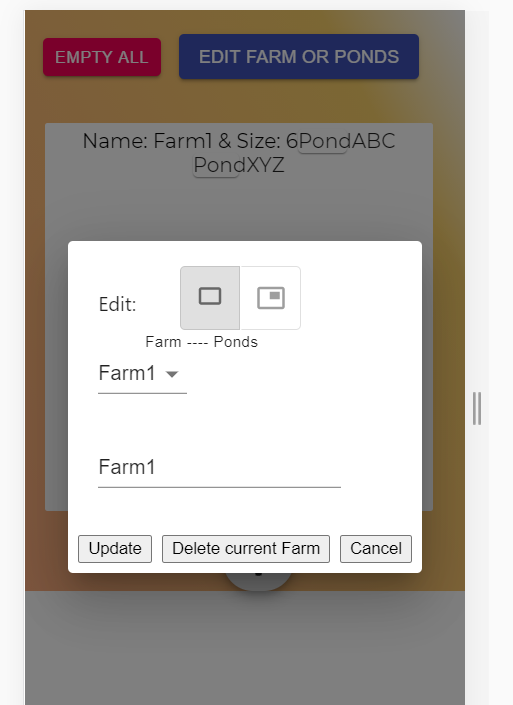 EMPTY ALL
EDIT FARM OR PONDS
Name: Farm1 & Size: 6PondABC
PondXYZ
Edit:
Farm ---- Ponds
Farm1
Farm1
Update
Delete current Farm
Cancel